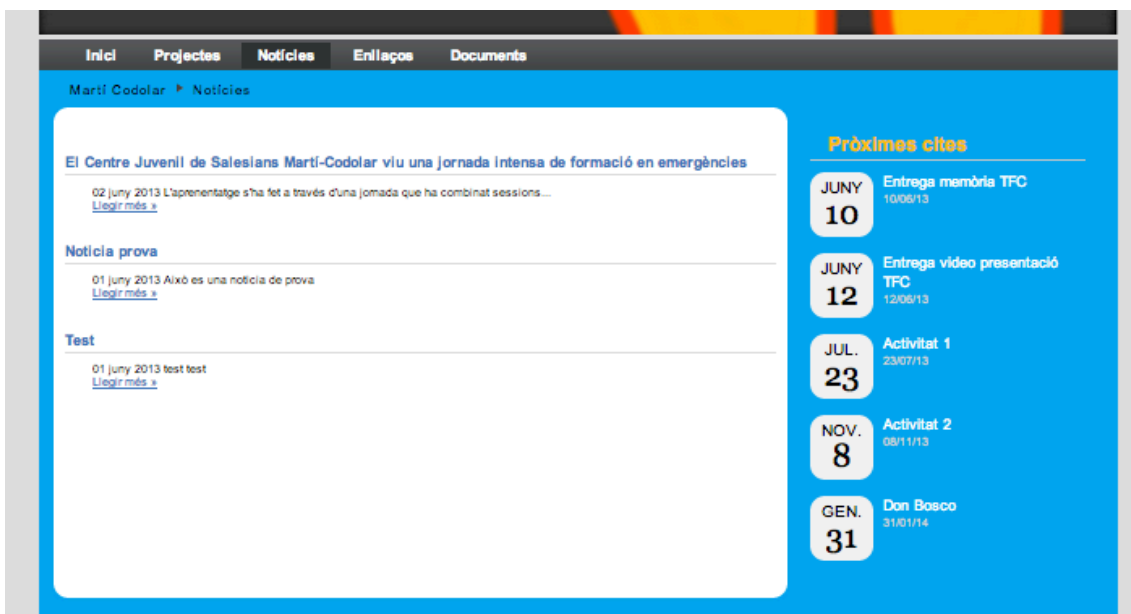 Inici Projectes Notícies Enllaços Documents
Martí Codolar Notícies
El Centre Juvenil de Salesians Martí-Codolar viu una jornada intensa de formació en emergències
02 juny 2013 L'aprenentatge s'ha fet a través d'una jornada que ha combinat sessions...
Llegir més »
Noticia prova
01 juny 2013 Això es una noticia de prova
Llegir més »
Test
01 juny 2013 test test
Llegir més »
Pròximes cites
JUNY
10
Entrega memòria TFC
10/06/13
JUNY
12
Entrega video presentació
TFC
12/06/13
JUL.
23
Activitat 1
23/07/13
NOV.
8
Activitat 2
08/11/13
GEN.
31
Don Bosco
31/01/14